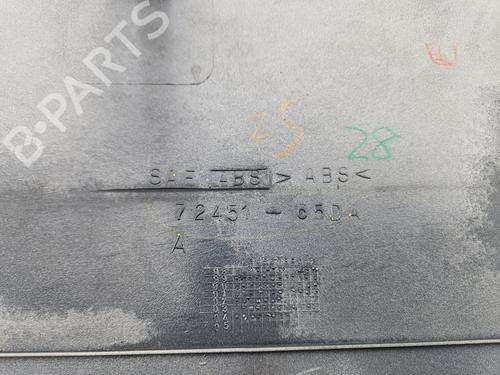 B-PARTS
25
28
SAE ABS >ABS<
72451-65DA
A